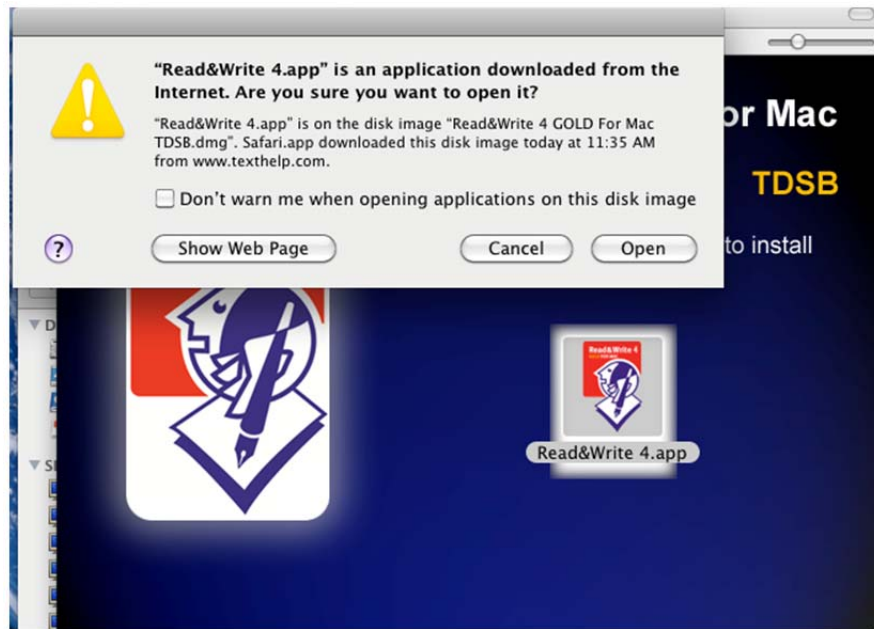 “Read&Write 4.app” is an application downloaded from the
Internet. Are you sure you want to open it?
“Read&Write 4.app” is on the disk image “Read&Write 4 GOLD For Mac
TDSB.dmg”. Safari.app downloaded this disk image today at 11:35 AM
from www.texthelp.com.
Don’t warn me when opening applications on this disk image
? Show Web Page Cancel Open
or Mac
TDSB
to install
D
Read&Write 4
Read&Write 4.app